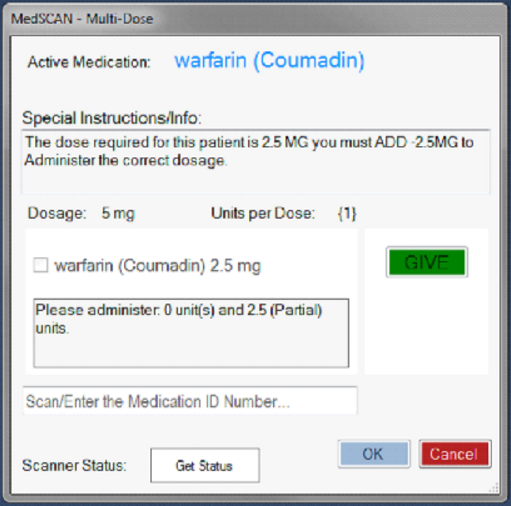 MedSCAN - Multi-Dose
Active Medication: warfarin (Coumadin)
Special Instructions/Info:
The dose required for this patient is 2.5 MG you must ADD -2.5MG to
Administer the correct dosage.
Dosage: 5 mg Units per Dose: {1}
warfarin (Coumadin) 2.5 mg
GIVE
Please administer: 0 unit(s) and 2.5 (Partial)
units.
Scan/Enter the Medication ID Number...
Scanner Status: Get Status OK Cancel